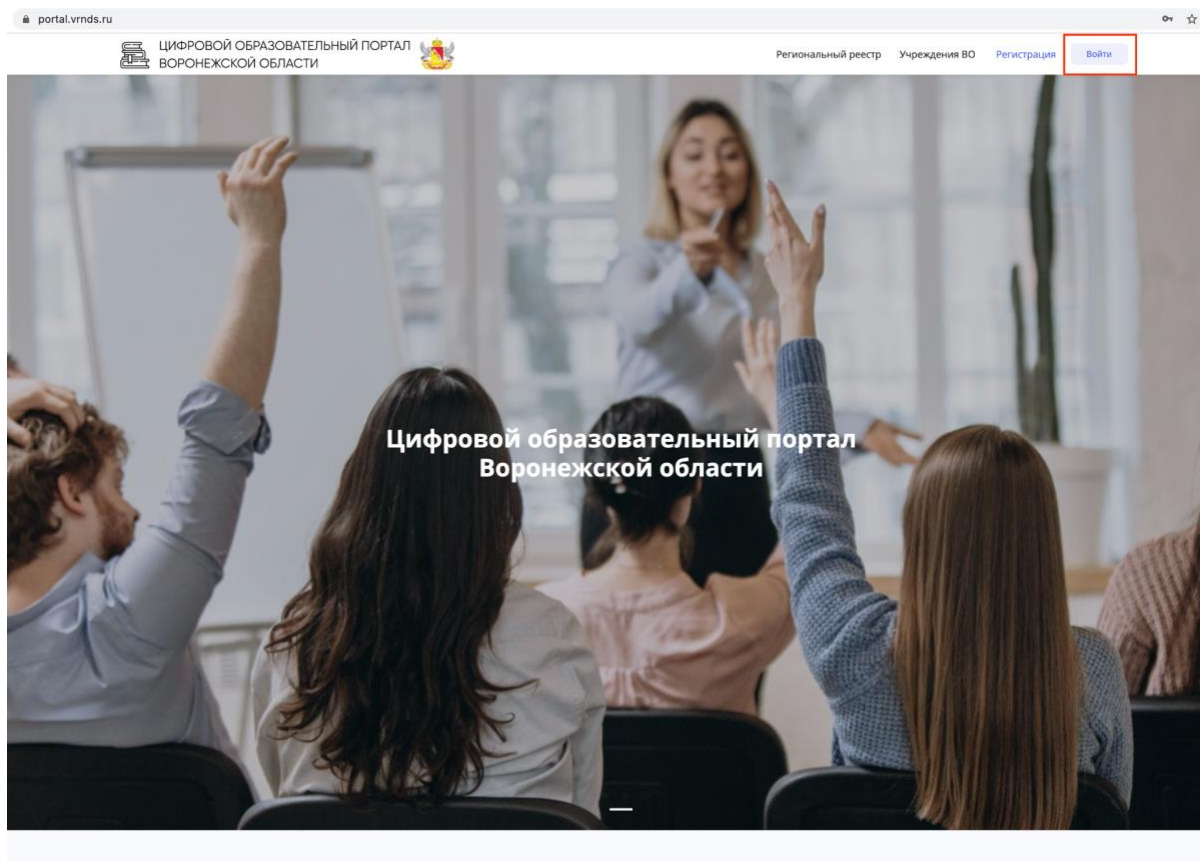 portal.vrnds.ru
ЦИФРОВОЙ ОБРАЗОВАТЕЛЬНЫЙ ПОРТАЛ
ВОРОНЕЖСКОЙ ОБЛАСТИ
Региональный реестр Учреждения ВО Регистрация Войти
Цифровой образовательный портал
Воронежской области